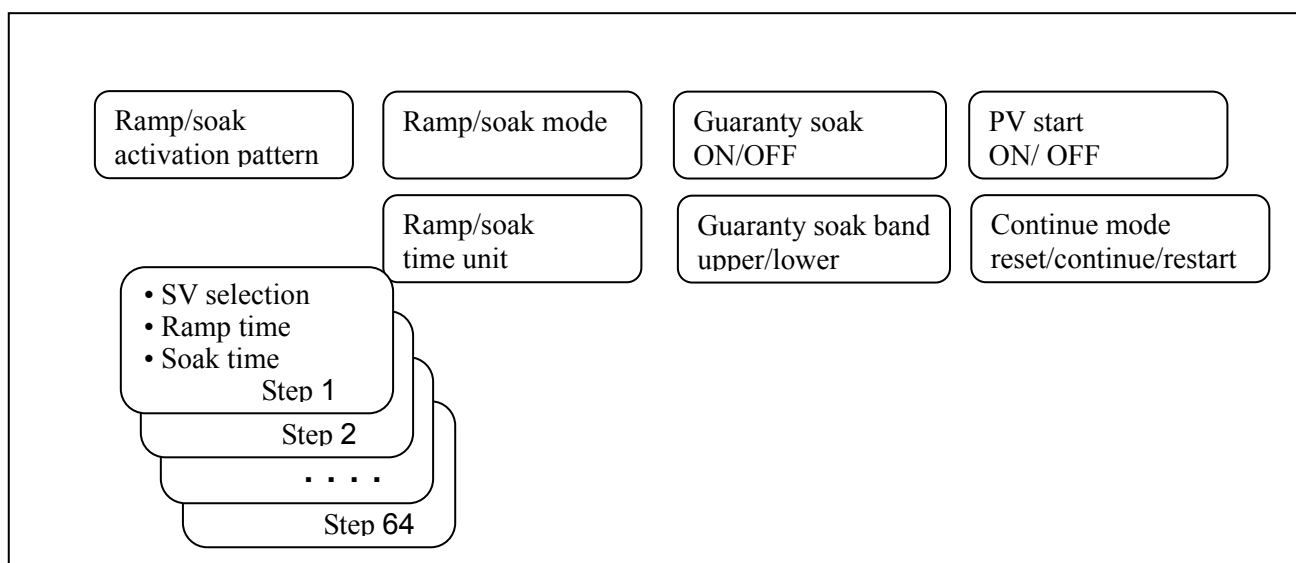 Ramp/soak
activation pattern
Ramp/soak mode
Guaranty soak
ON/OFF
PV start
ON/ OFF
Ramp/soak
time unit
Guaranty soak band
upper/lower
Continue mode
reset/continue/restart
• SV selection
• Ramp time
• Soak time
Step 1
Step 2
. . . .
Step 64